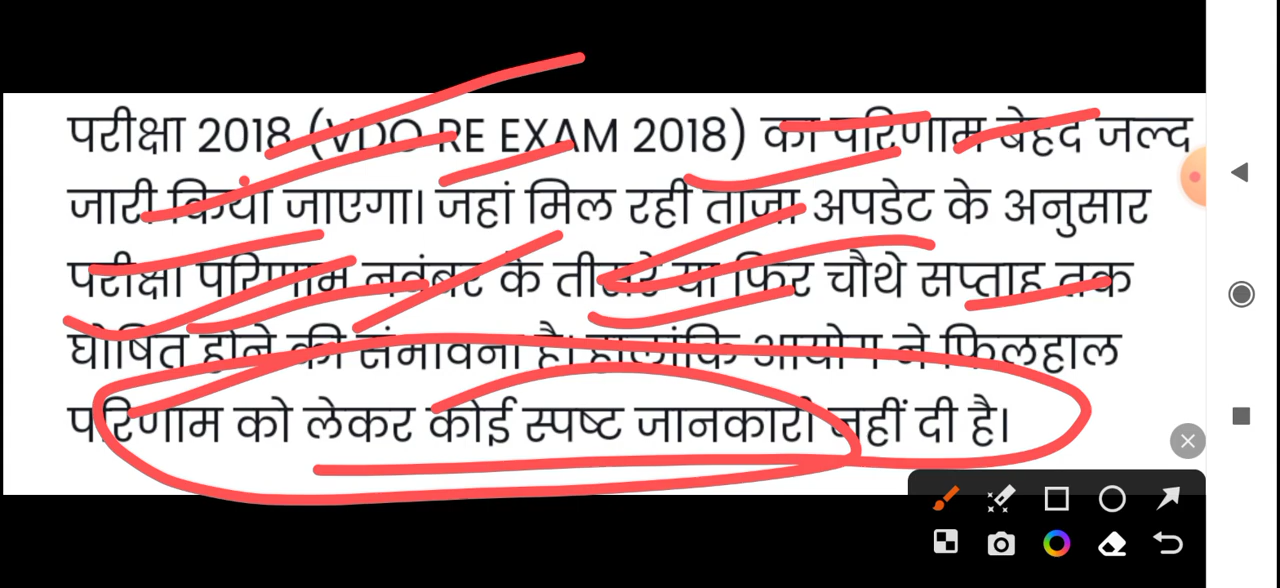 परीक्षा 2018 (VDO RE EXAM 2018) का परिणाम बेहद जल्द
जारी किया जाएगा। जहां मिल रही ताजा अपडेट के अनुसार
परीक्षा परिणाम नवंबर के तीसरे या फिर चौथे सप्ताह तक
घोषित होने की संभावना है। हालांकि आयोग ने फिलहाल
परिणाम को लेकर कोई स्पष्ट जानकारी नहीं दी है।